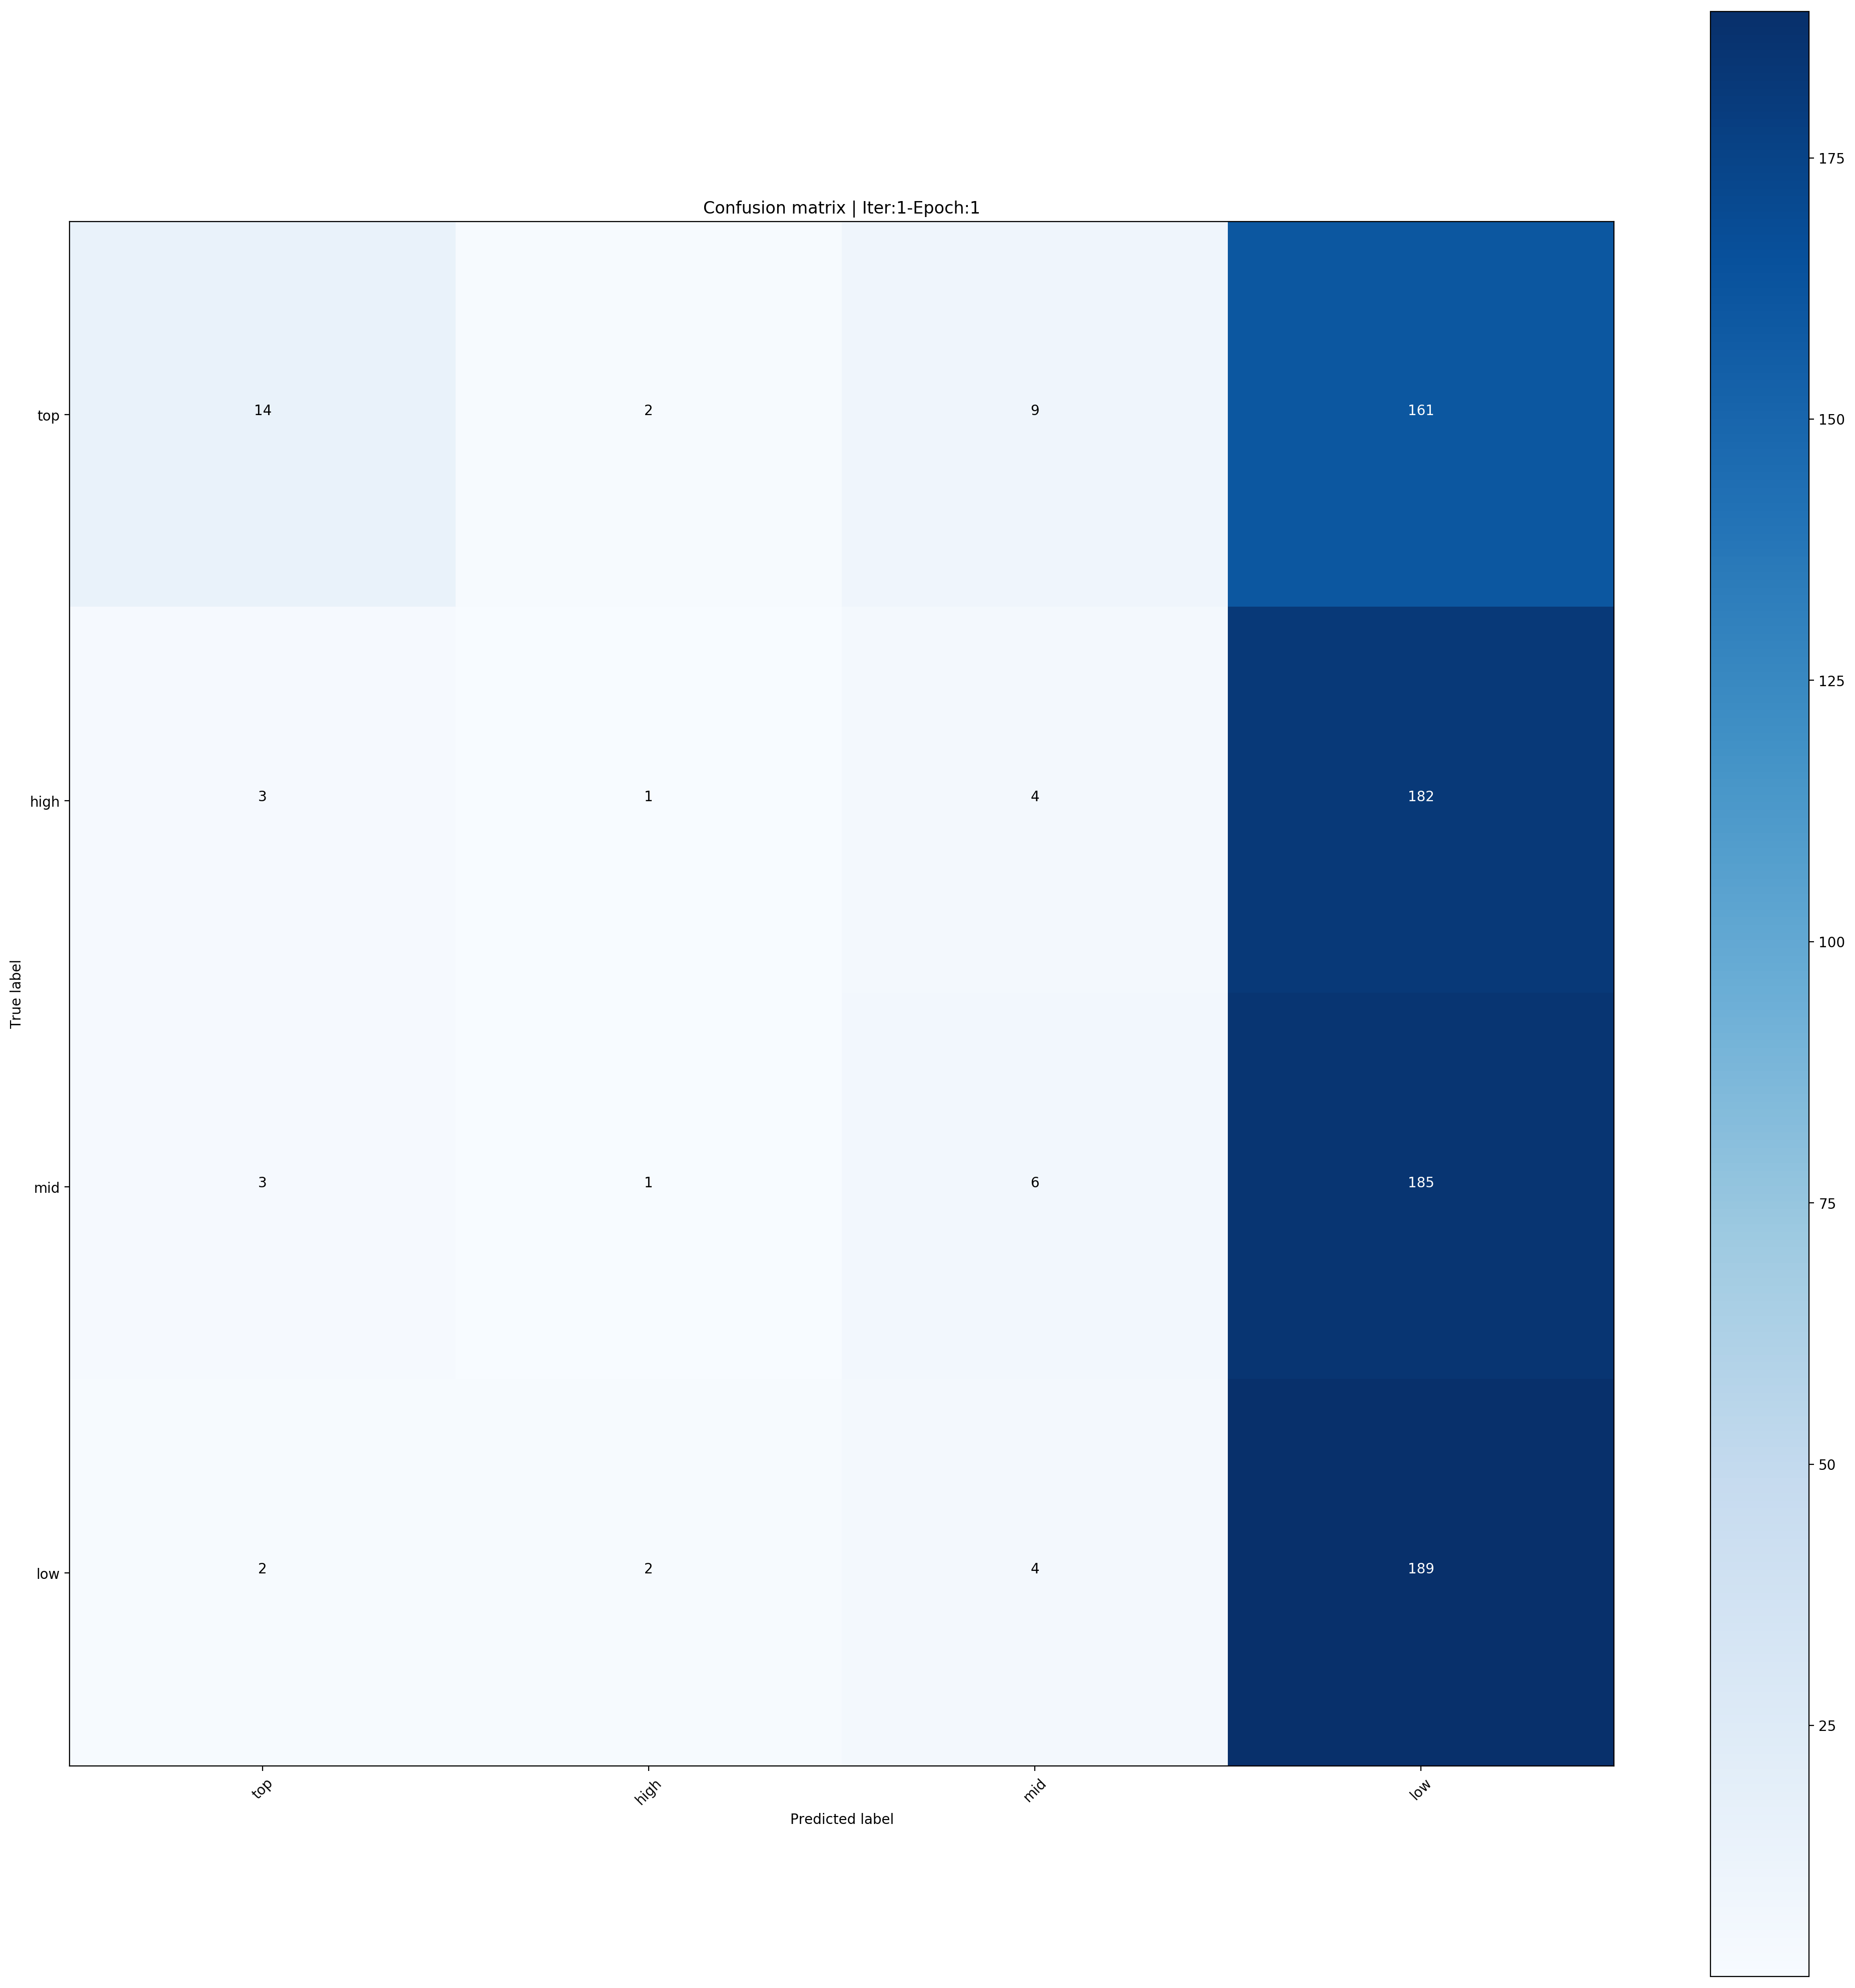 Confusion matrix | Iter:1-Epoch:1
True label
top 14 2 9 161
high 3 1 4 182
mid 3 1 6 185
low 2 2 4 189
top high mid low
Predicted label
175
150
125
100
75
50
25